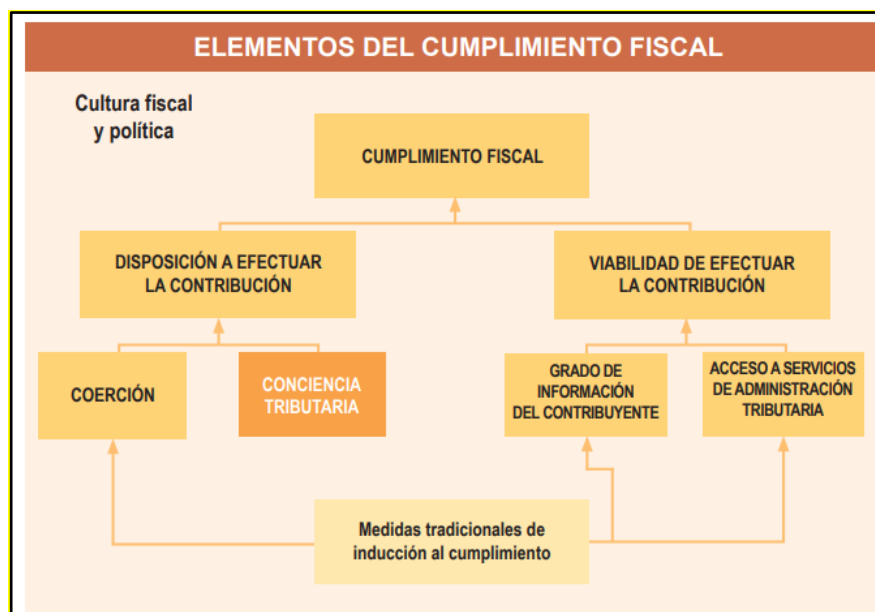 ELEMENTOS DEL CUMPLIMIENTO FISCAL
Cultura fiscal
y política
CUMPLIMIENTO FISCAL
DISPOSICIÓN A EFECTUAR
LA CONTRIBUCIÓN
VIABILIDAD DE EFECTUAR
LA CONTRIBUCIÓN
COERCIÓN
CONCIENCIA
TRIBUTARIA
GRADO DE
INFORMACIÓN
DEL CONTRIBUYENTE
ACCESO A SERVICIOS
DE ADMINISTRACIÓN
TRIBUTARIA
Medidas tradicionales de
inducción al cumplimiento